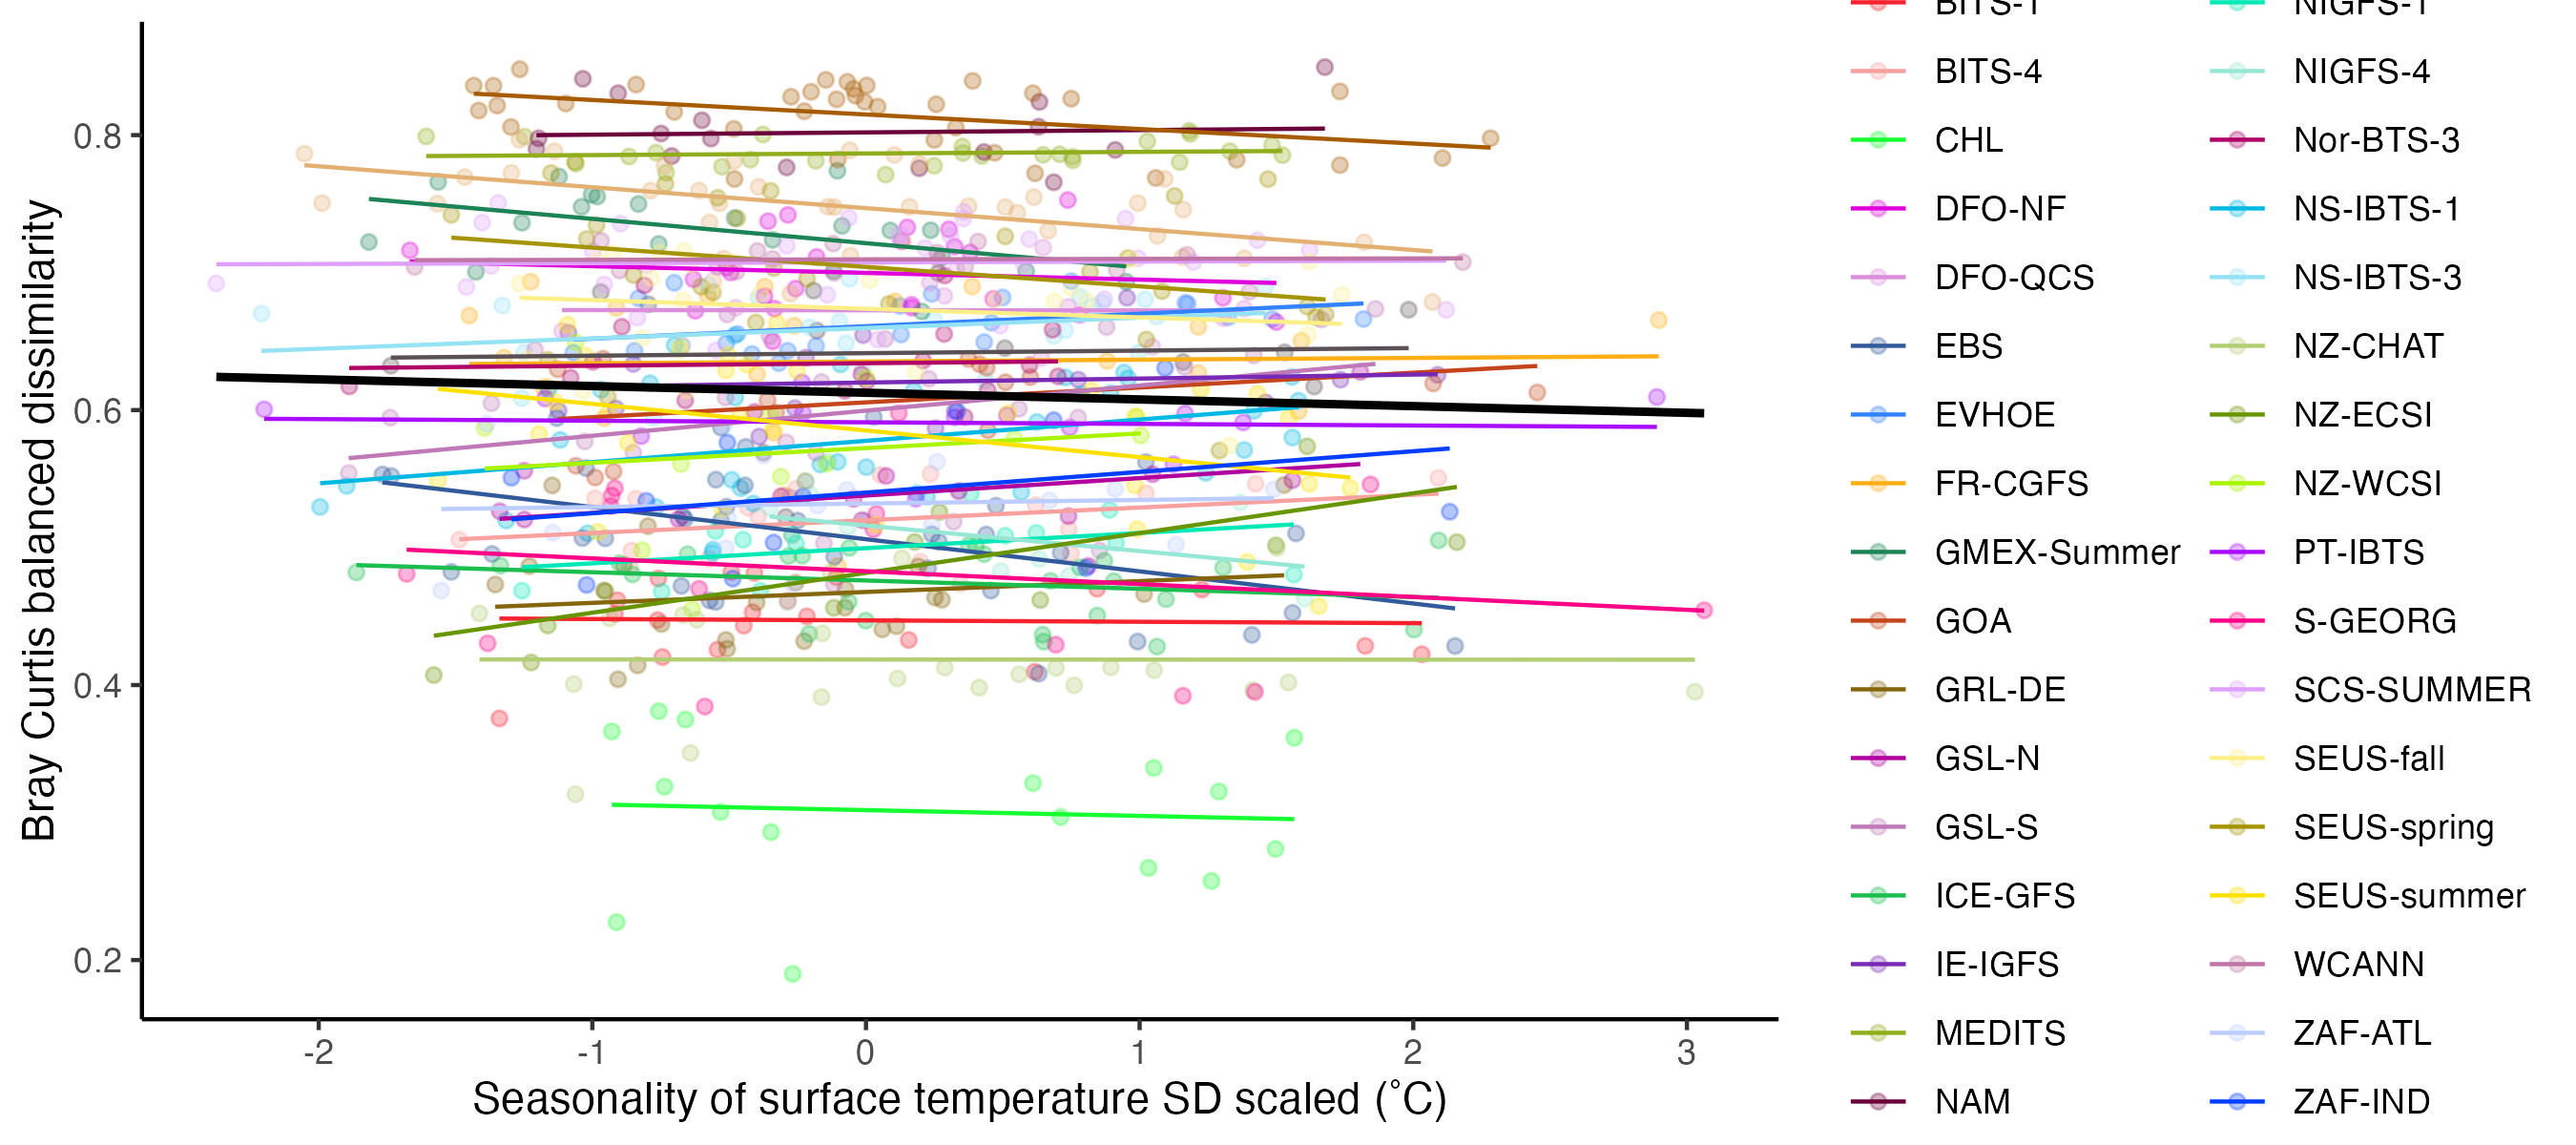 BITS-1
NIGFS-1
BITS-4
NIGFS-4
CHL
Nor-BTS-3
DFO-NF
NS-IBTS-1
DFO-QCS
NS-IBTS-3
EBS
NZ-CHAT
EVHOE
NZ-ECSI
FR-CGFS
NZ-WCSI
GMEX-Summer
PT-IBTS
GOA
S-GEORG
GRL-DE
SCS-SUMMER
GSL-N
SEUS-fall
GSL-S
SEUS-spring
ICE-GFS
SEUS-summer
IE-IGFS
WCANN
MEDITS
ZAF-ATL
NAM
ZAF-IND
Bray Curtis balanced dissimilarity
0.8
0.6
0.4
0.2
-2 -1 0 1 2 3
Seasonality of surface temperature SD scaled (˚C)